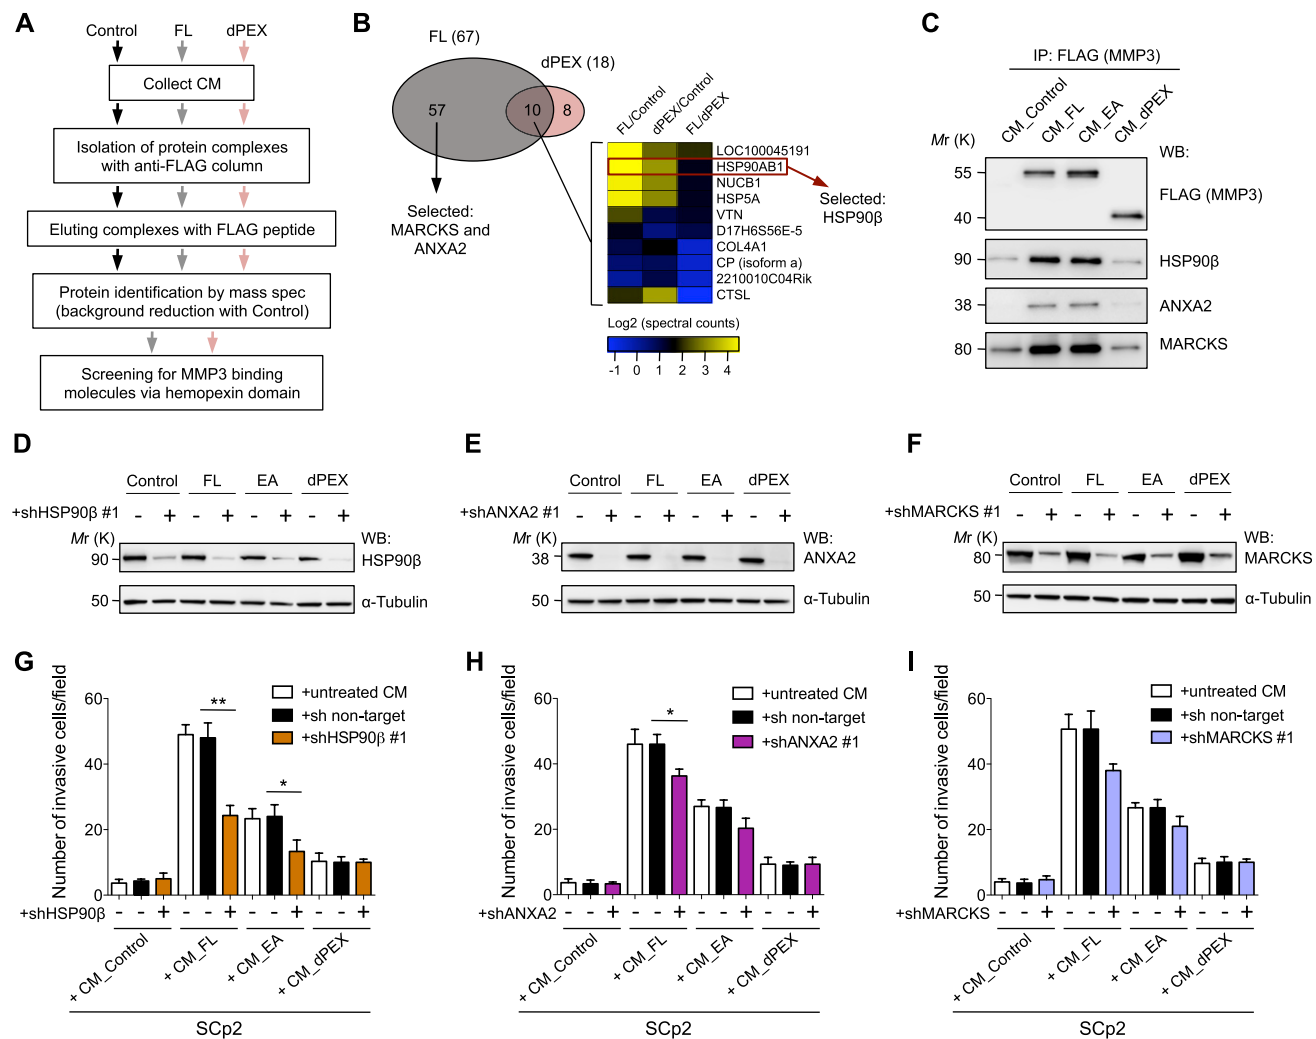 A
Control FL dPEX
Collect CM
Isolation of protein complexes
with anti-FLAG column
Eluting complexes with FLAG peptide
Protein identification by mass spec
(background reduction with Control)
Screening for MMP3 binding
molecules via hemopexin domain
B
FL (67)
dPEX (18)
57 10 8
Selected:
MARCKS and
ANXA2
FL/Control
dPEX/Control
FL/dPEX
LOC100045191
HSP90AB1
NUCB1
HSP5A
VTN
D17H6S56E-5
COL4A1
CP (isoform a)
2210010C04Rik
CTSL
Selected:
HSP90β
Log2 (spectral counts)
-1 0 1 2 3 4
C
IP: FLAG (MMP3)
CM_Control
CM_FL
CM_EA
CM_dPEX
Mr (K)
WB:
55
40
FLAG (MMP3)
90
HSP90β
38
ANXA2
80
MARCKS
D
Control FL EA dPEX
+shHSP90β #1 - + - + - + - +
Mr (K) WB:
90 HSP90β
50 α-Tubulin
E
Control FL EA dPEX
+shANXA2 #1 - + - + - + - +
Mr (K) WB:
38 ANXA2
50 α-Tubulin
F
Control FL EA dPEX
+shMARCKS #1 - + - + - + - +
Mr (K) WB:
80 MARCKS
50 α-Tubulin
G
Number of invasive cells/field
60
40
20
0
+untreated CM
+sh non-target
+shHSP90β #1
**
*
+shHSP90β - - + - - + - - + - - +
+ CM_Control
+ CM_FL
+ CM_EA
+ CM_dPEX
SCp2
H
Number of invasive cells/field
60
40
20
0
+untreated CM
+sh non-target
+shANXA2 #1
*
+shANXA2 - - + - - + - - + - - +
+ CM_Control
+ CM_FL
+ CM_EA
+ CM_dPEX
SCp2
I
Number of invasive cells/field
60
40
20
0
+untreated CM
+sh non-target
+shMARCKS #1
+shMARCKS - - + - - + - - + - - +
+ CM_Control
+ CM_FL
+ CM_EA
+ CM_dPEX
SCp2